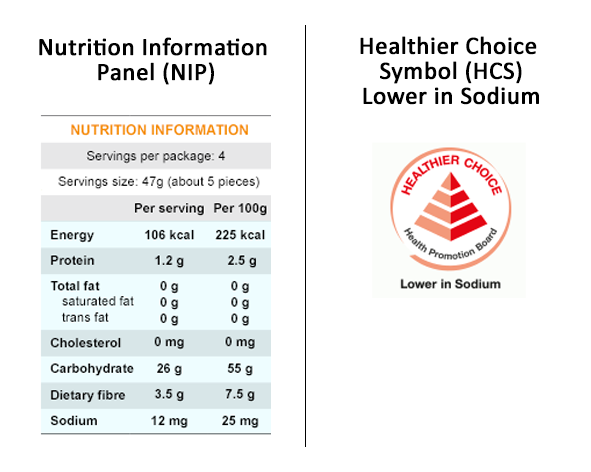 Nutrition Information
Panel (NIP)
NUTRITION INFORMATION
Servings per package: 4
Servings size: 47g (about 5 pieces)
Per serving Per 100g
Energy 106 kcal 225 kcal
Protein 1.2 g 2.5 g
Total fat 0 g 0 g
saturated fat 0 g 0 g
trans fat 0 g 0 g
Cholesterol 0 mg 0 mg
Carbohydrate 26 g 55 g
Dietary fibre 3.5 g 7.5 g
Sodium 12 mg 25 mg
Healthier Choice
Symbol (HCS)
Lower in Sodium
HEALTHIER CHOICE
Health Promotion Board
Lower in Sodium